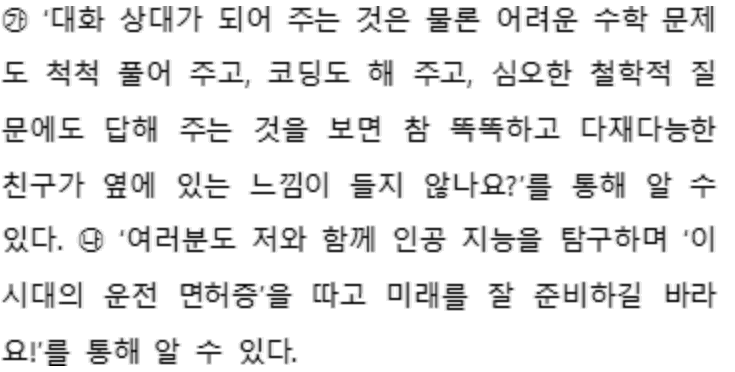 ㉮ ‘대화 상대가 되어 주는 것은 물론 어려운 수학 문제
도 척척 풀어 주고, 코딩도 해 주고, 심오한 철학적 질
문에도 답해 주는 것을 보면 참 똑똑하고 다재다능한
친구가 옆에 있는 느낌이 들지 않나요?’를 통해 알 수
있다. ㉯ ‘여러분도 저와 함께 인공 지능을 탐구하며 ‘이
시대의 운전 면허증’을 따고 미래를 잘 준비하길 바라
요!’를 통해 알 수 있다.